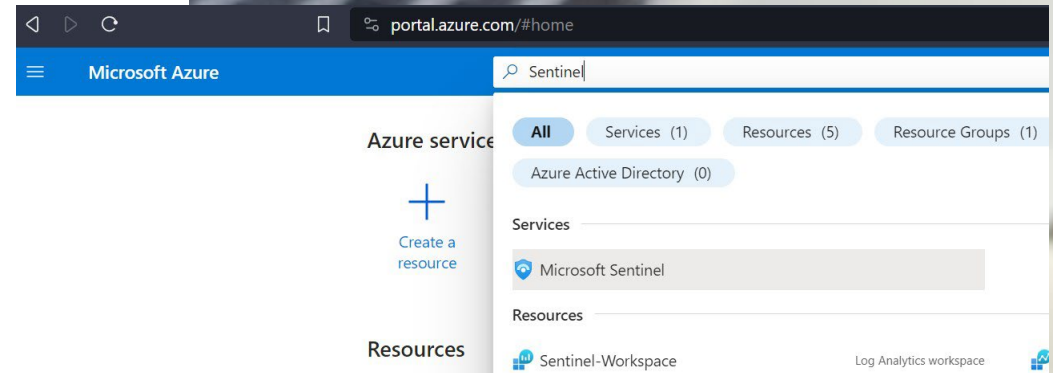 portal.azure.com/#home
Microsoft Azure
Sentinel
Azure service
All Services (1) Resources (5) Resource Groups (1)
Azure Active Directory (0)
Create a
resource
Services
Microsoft Sentinel
Resources
Resources
Sentinel-Workspace Log Analytics workspace